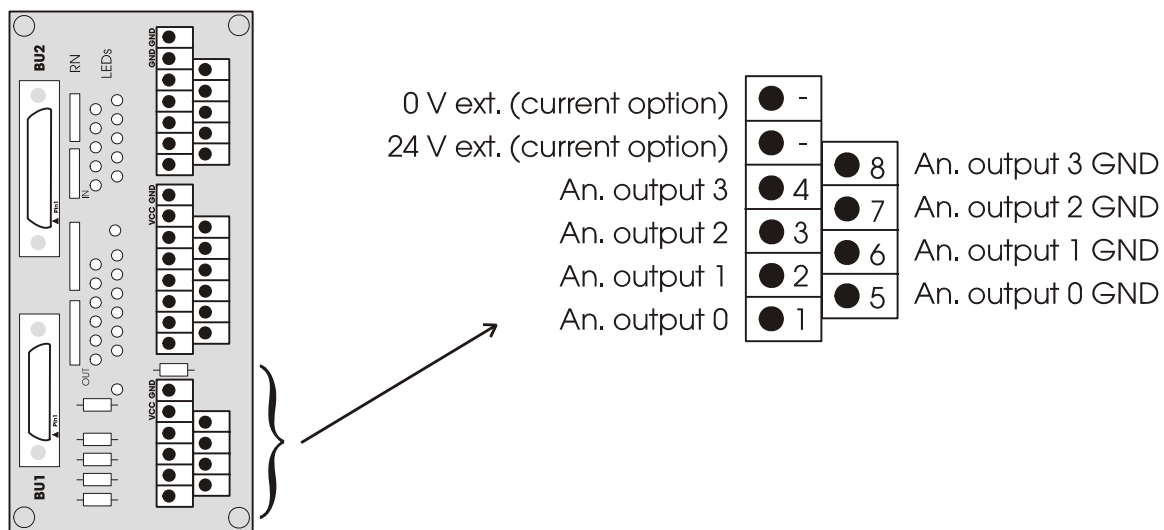 BU2
RN
LEDs
GND GND
IN
Pin1
VCC GND
OUT
VCC GND
Pin1
BU1
0 V ext. (current option) -
24 V ext. (current option) -
8 An. output 3 GND
An. output 3 4
7 An. output 2 GND
An. output 2 3
6 An. output 1 GND
An. output 1 2
5 An. output 0 GND
An. output 0 1